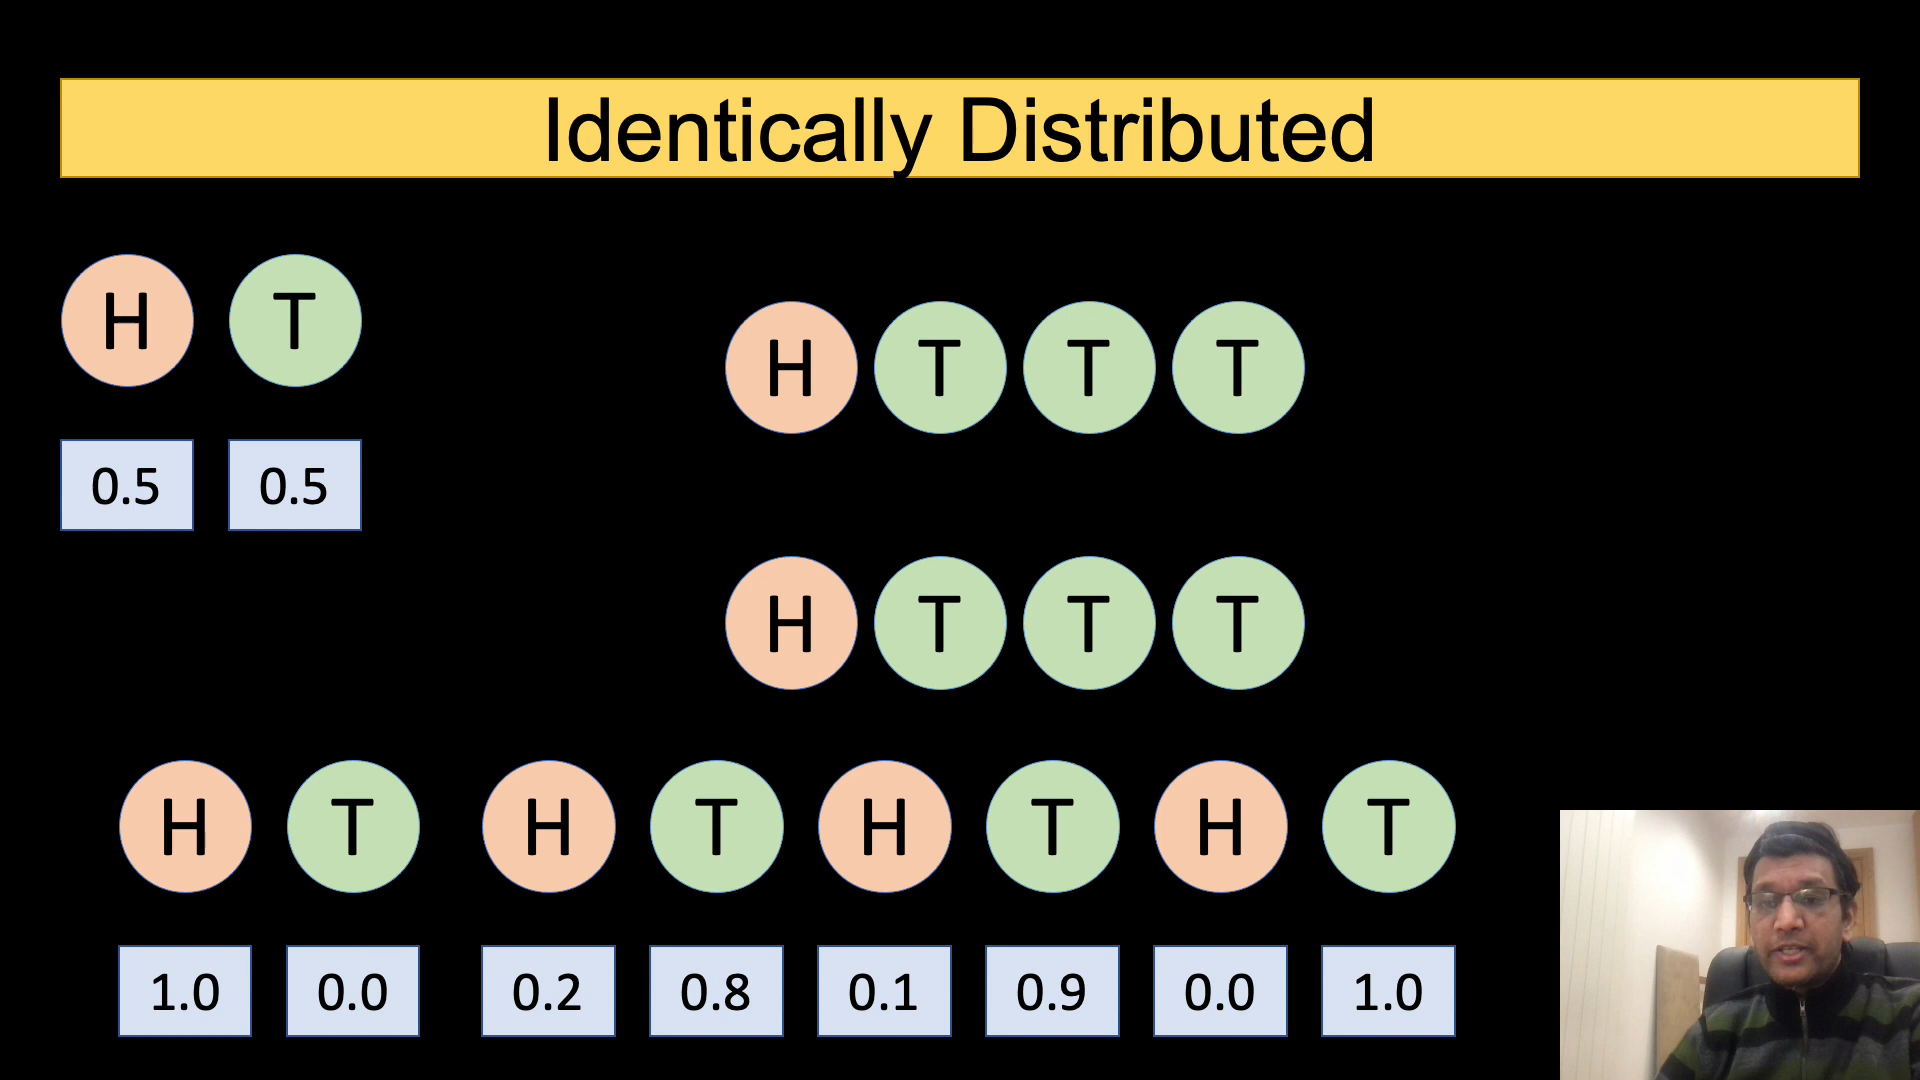 Identically Distributed
H T
0.5 0.5
H T T T
H T T T
H T H T H T H T
1.0 0.0 0.2 0.8 0.1 0.9 0.0 1.0